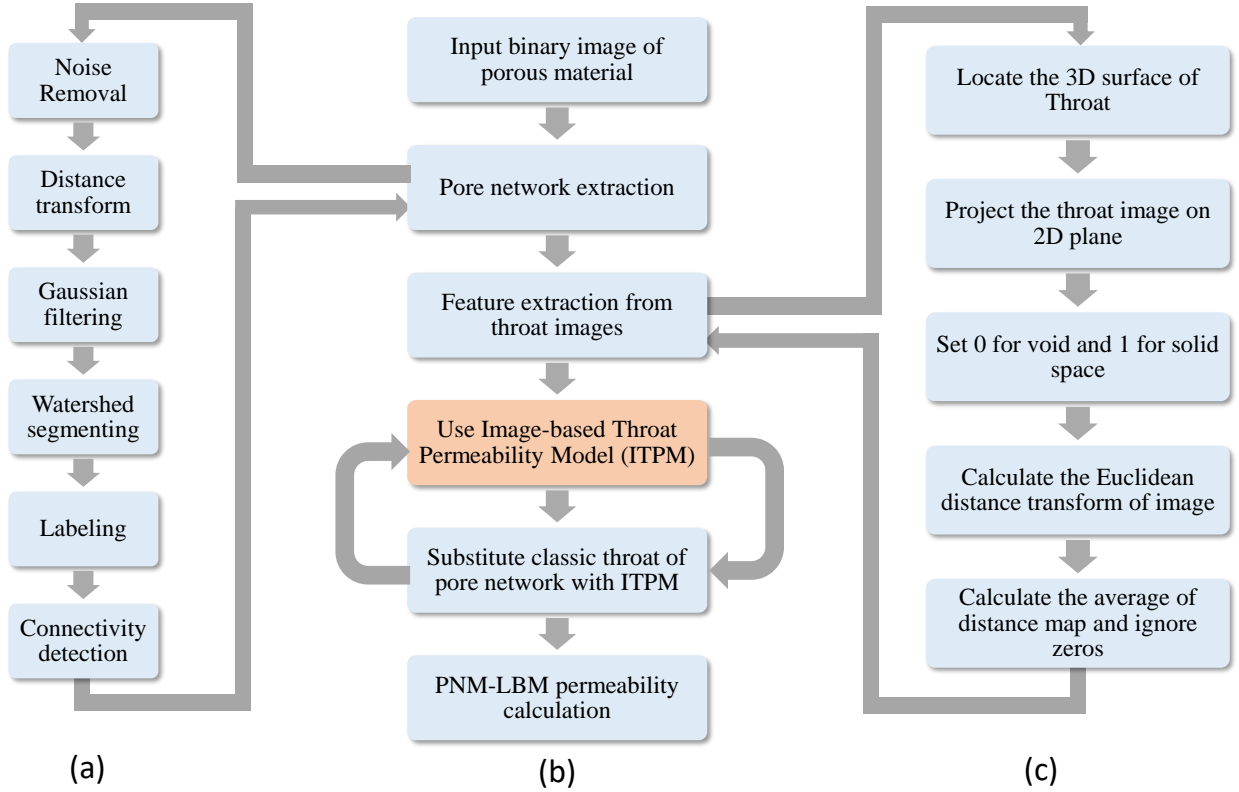 Noise
Removal
Distance
transform
Gaussian
filtering
Watershed
segmenting
Labeling
Connectivity
detection
(a)
Input binary image of
porous material
Pore network extraction
Feature extraction from
throat images
Use Image-based Throat
Permeability Model (ITPM)
Substitute classic throat of
pore network with ITPM
PNM-LBM permeability
calculation
(b)
Locate the 3D surface of
Throat
Project the throat image on
2D plane
Set 0 for void and 1 for solid
space
Calculate the Euclidean
distance transform of image
Calculate the average of
distance map and ignore
zeros
(c)